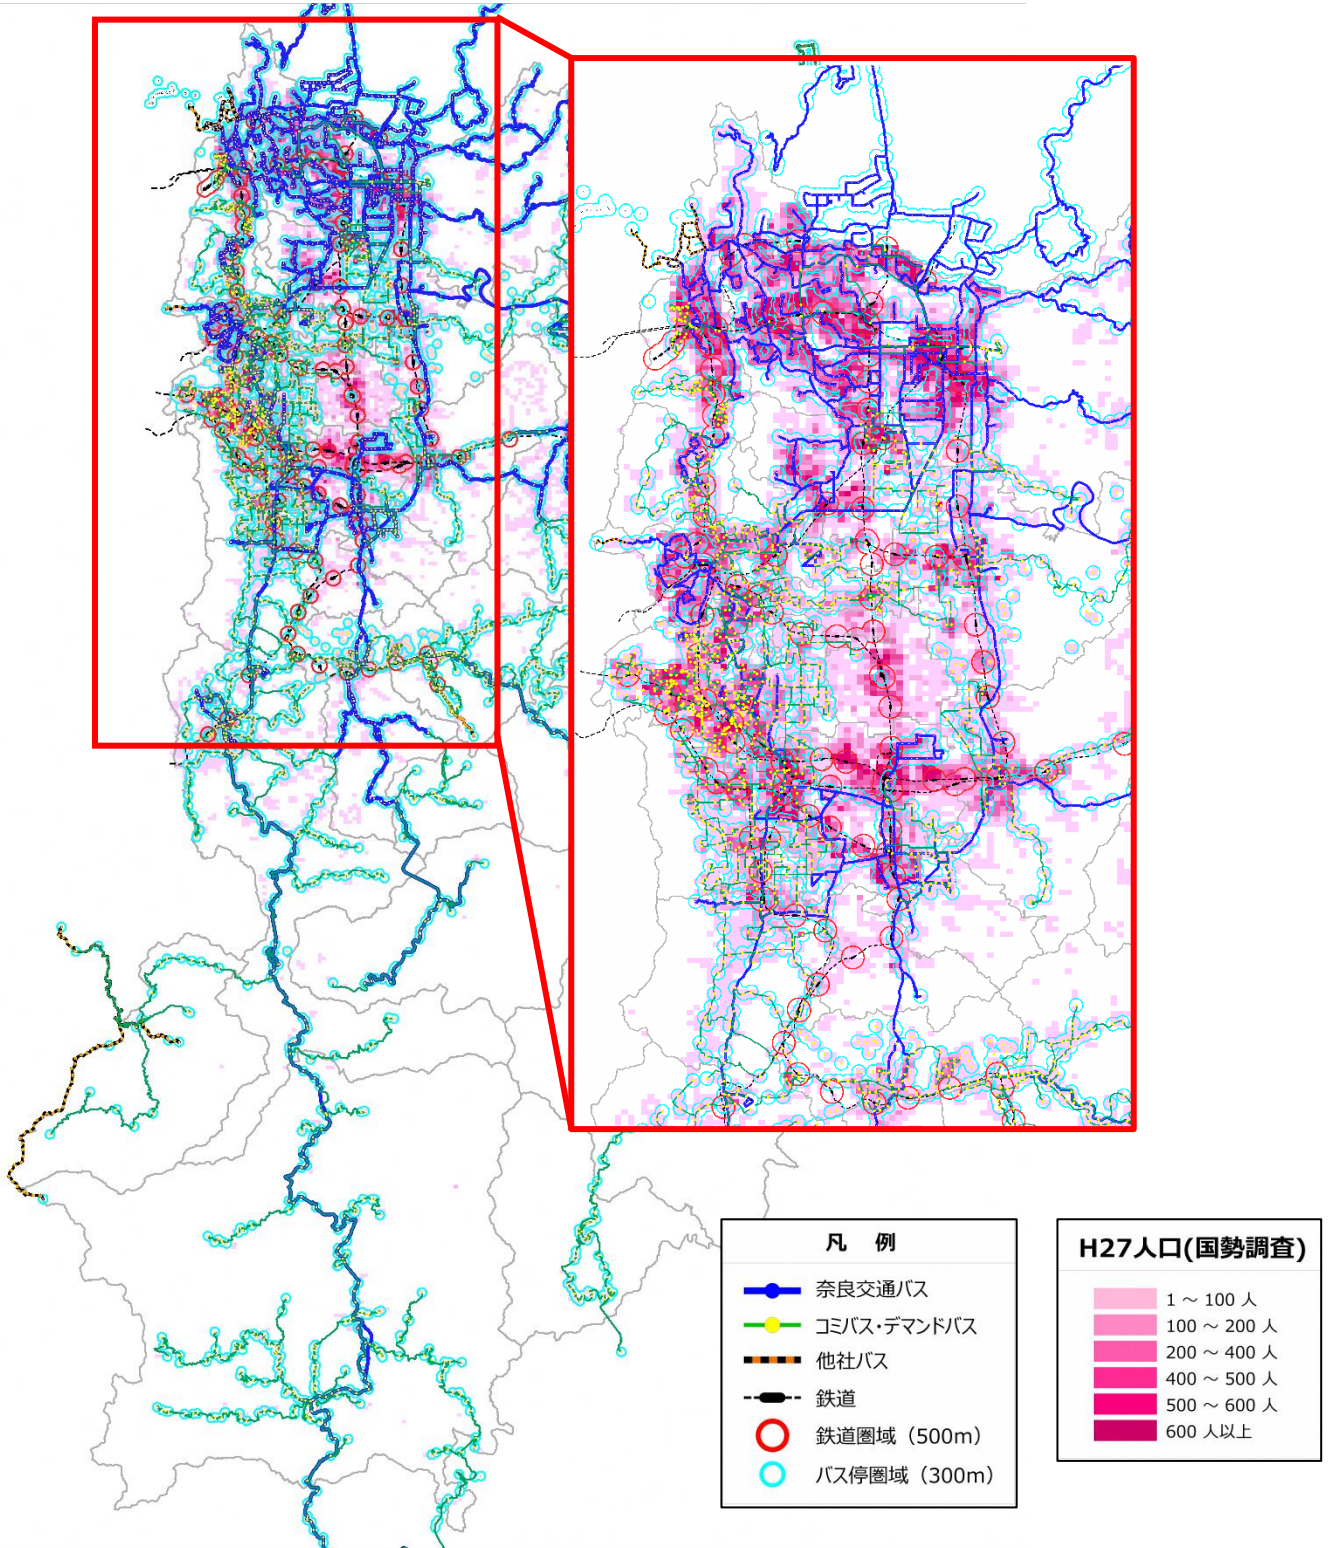 凡 例
奈良交通バス
コミバス・デマンドバス
他社バス
鉄道
鉄道圏域（500m）
バス停圏域（300m）
H27人口(国勢調査)
1 ～ 100 人
100 ～ 200 人
200 ～ 400 人
400 ～ 500 人
500 ～ 600 人
600 人以上